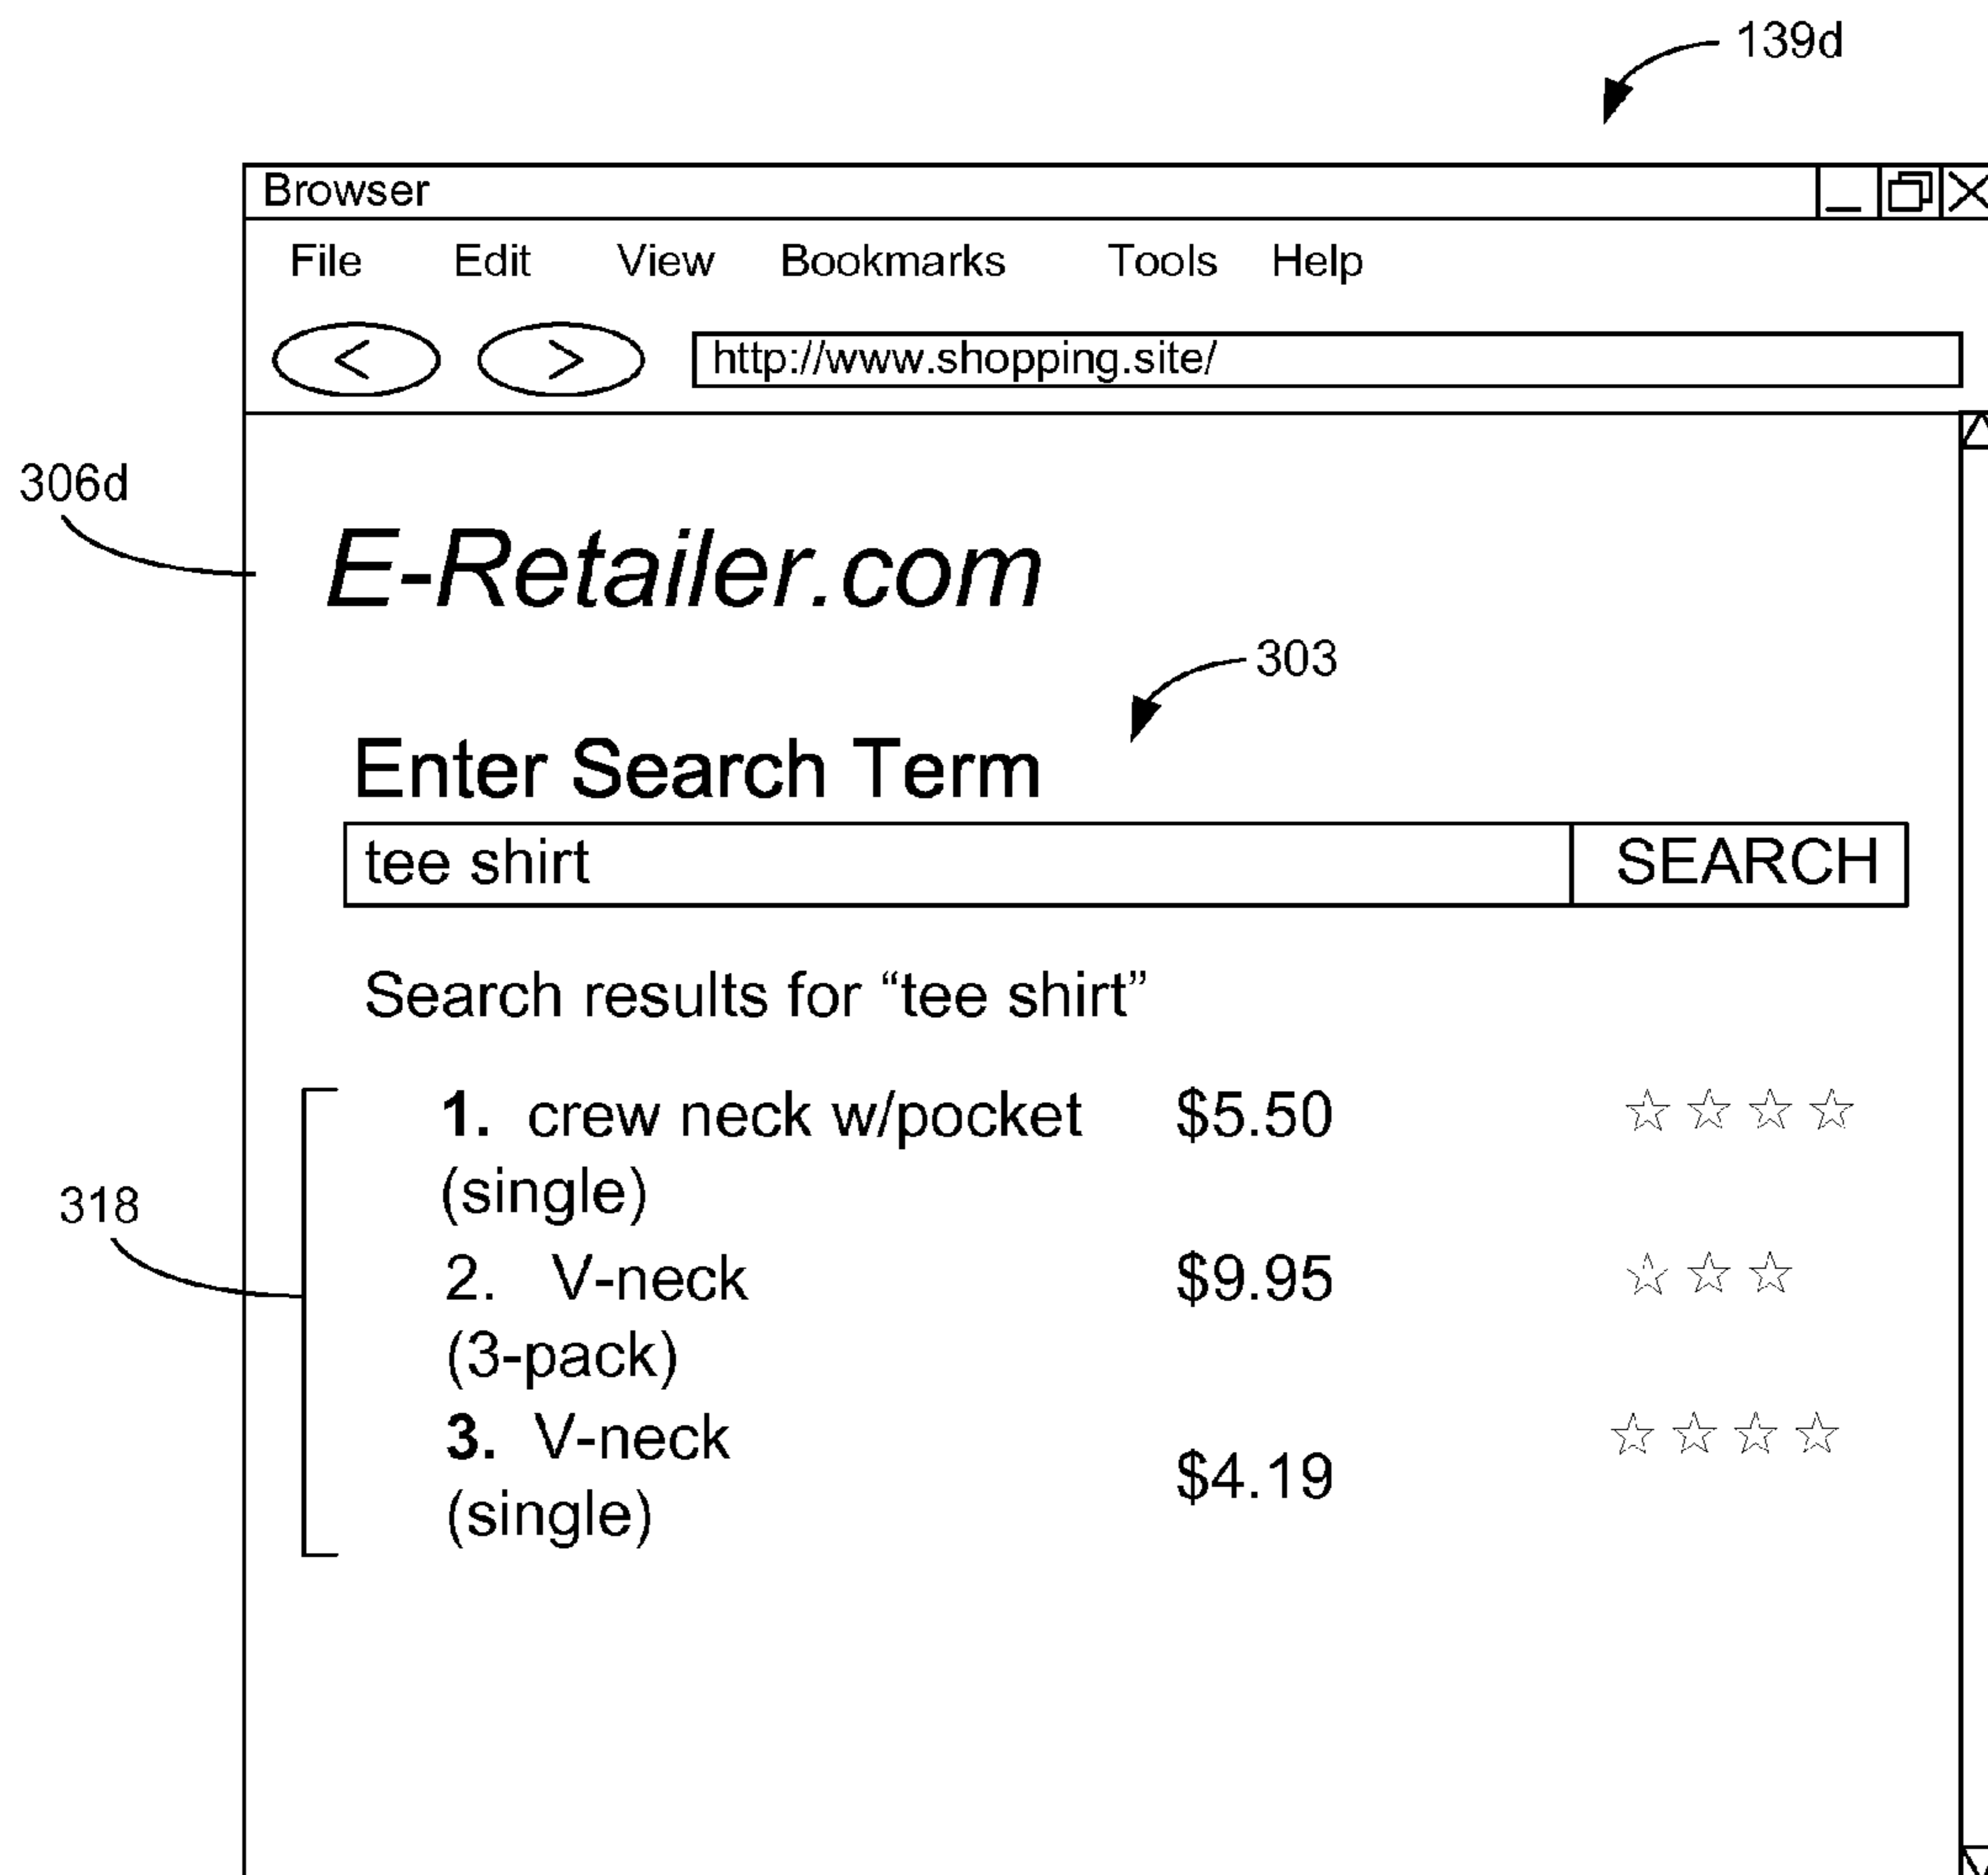 139d
Browser
File Edit View Bookmarks Tools Help
< > http://www.shopping.site/
306d
E-Retailer.com
303
Enter Search Term
tee shirt SEARCH
Search results for “tee shirt”
1. crew neck w/pocket $5.50
(single)
318
2. V-neck $9.95
(3-pack)
3. V-neck
$4.19
(single)